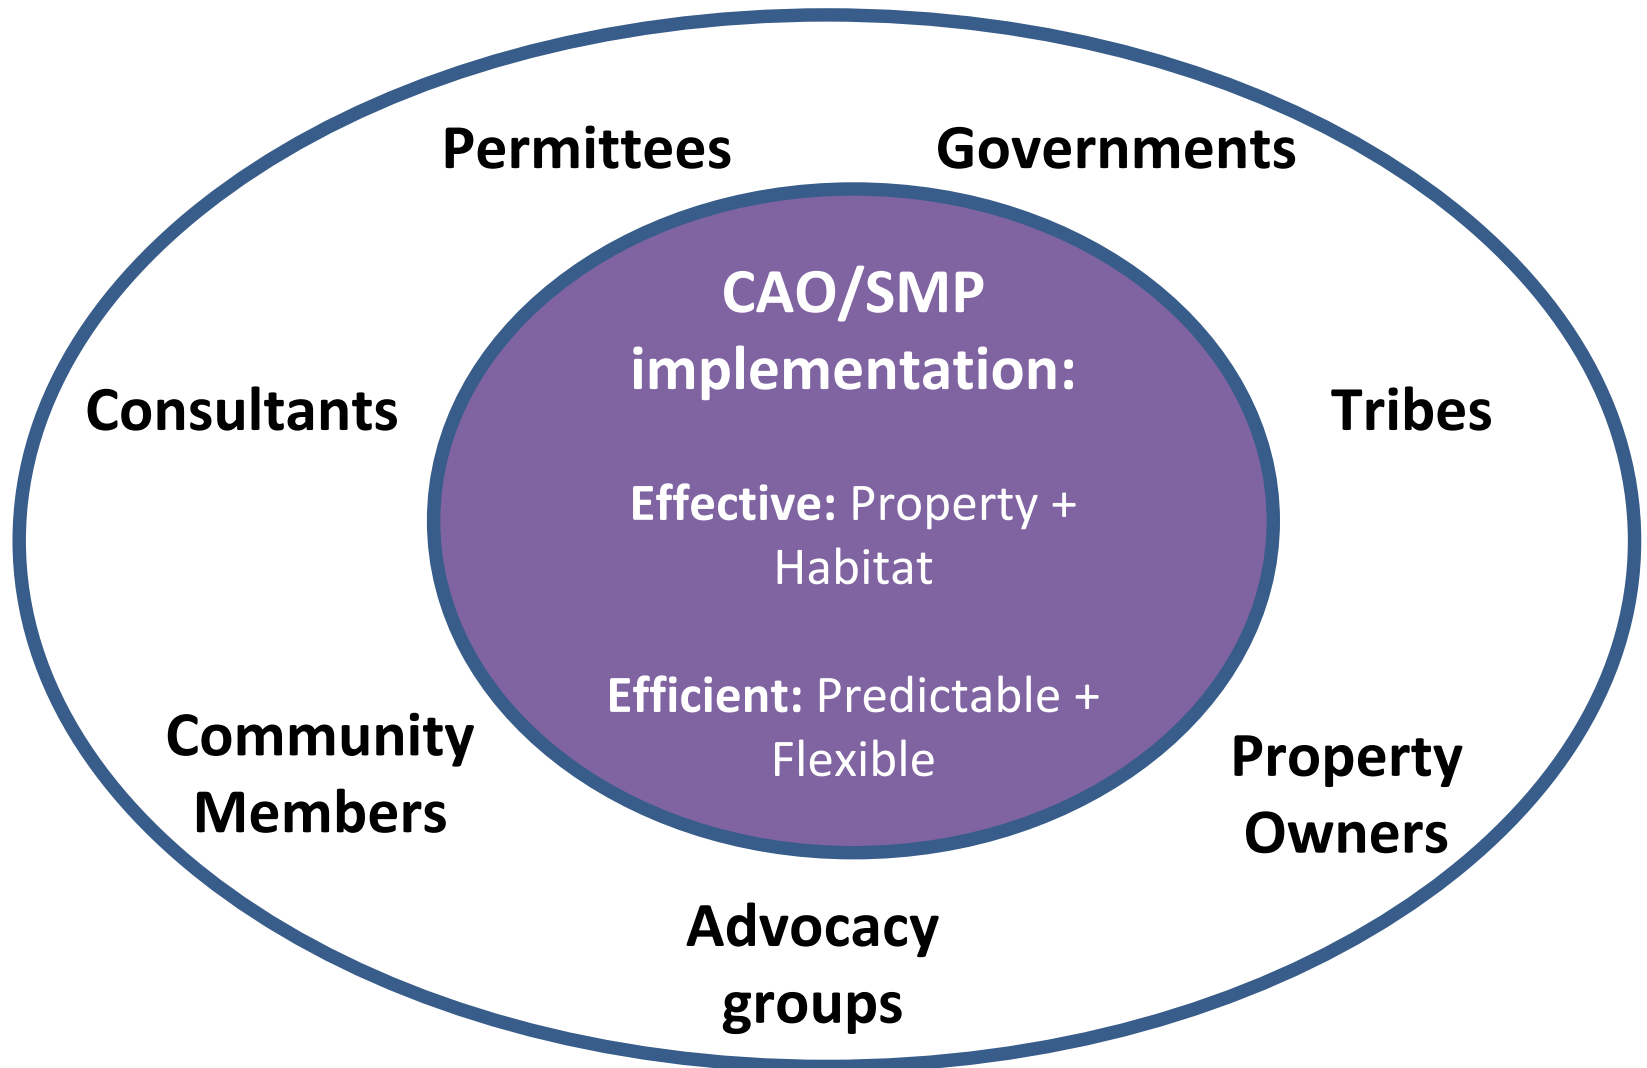 Permittees
Governments
CAO/SMP
implementation:
Consultants
Tribes
Effective: Property +
Habitat
Efficient: Predictable +
Flexible
Community
Members
Property
Owners
Advocacy
groups